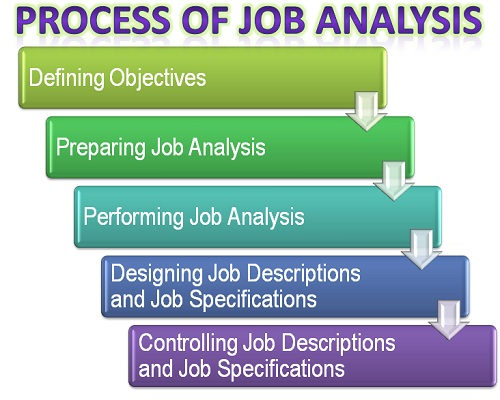 PROCESS OF JOB ANALYSIS
Defining Objectives
Preparing Job Analysis
Performing Job Analysis
Designing Job Descriptions
and Job Specifications
Controlling Job Descriptions
and Job Specifications